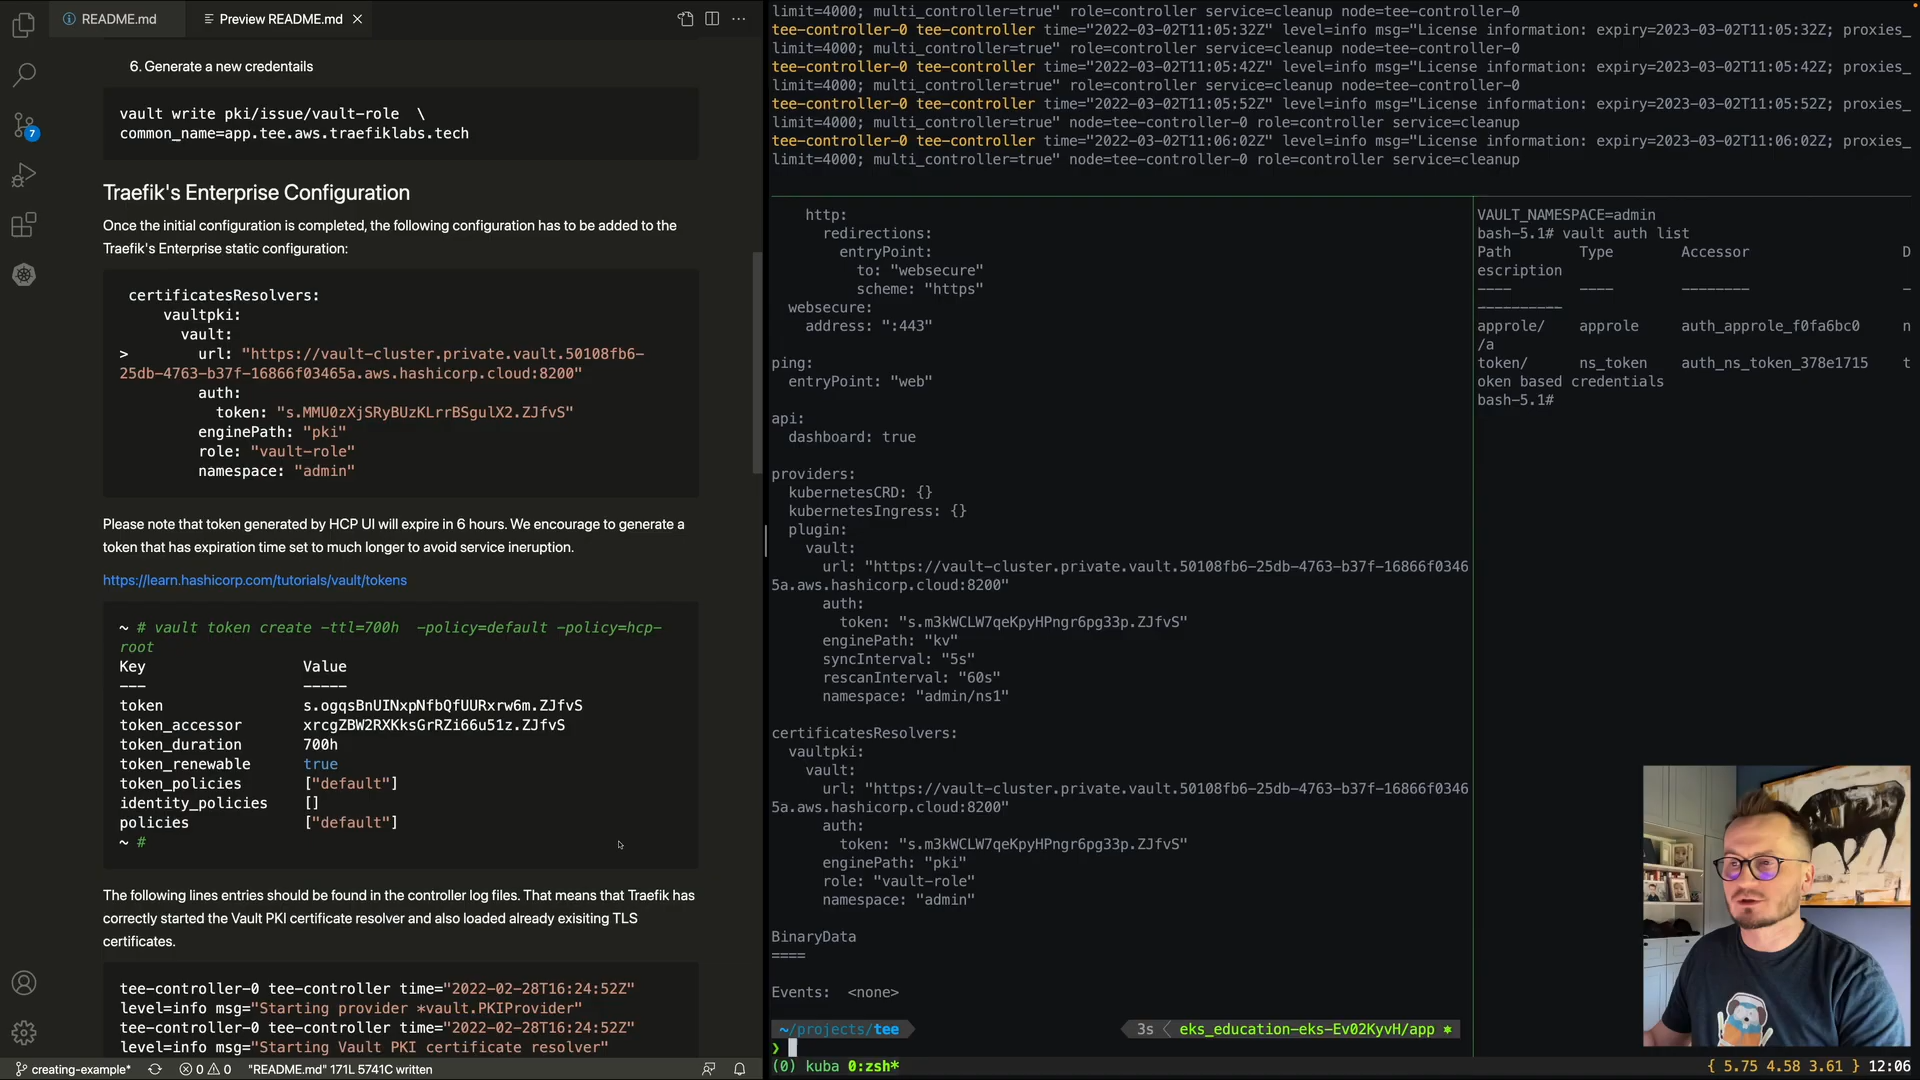 README.md
Preview README.md
6. Generate a new credentails
vault write pki/issue/vault-role  \
common_name=app.tee.aws.traefiklabs.tech
Traefik's Enterprise Configuration
Once the initial configuration is completed, the following configuration has to be added to the
Traefik's Enterprise static configuration:
certificatesResolvers:
vaultpki:
vault:
> url: "https://vault-cluster.private.vault.50108fb6-
25db-4763-b37f-16866f03465a.aws.hashicorp.cloud:8200"
auth:
token: "s.MMU0zXjSRyBUzKLrrBSgulX2.ZJfvS"
enginePath: "pki"
role: "vault-role"
namespace: "admin"
Please note that token generated by HCP UI will expire in 6 hours. We encourage to generate a
token that has expiration time set to much longer to avoid service ineruption.
https://learn.hashicorp.com/tutorials/vault/tokens
~ # vault token create -ttl=700h  -policy=default -policy=hcp-
root
Key Value
--- -----
token s.ogqsBnUINxpNfbQfUURxrw6m.ZJfvS
token_accessor xrcgZBW2RXKksGrRZi66u51z.ZJfvS
token_duration 700h
token_renewable true
token_policies ["default"]
identity_policies []
policies ["default"]
~ #
The following lines entries should be found in the controller log files. That means that Traefik has
correctly started the Vault PKI certificate resolver and also loaded already exisiting TLS
certificates.
tee-controller-0 tee-controller time="2022-02-28T16:24:52Z"
level=info msg="Starting provider *vault.PKIProvider"
tee-controller-0 tee-controller time="2022-02-28T16:24:52Z"
level=info msg="Starting Vault PKI certificate resolver"
7
creating-example* 0 0 "README.md" 171L 5741C written
limit=4000; multi_controller=true" role=controller service=cleanup node=tee-controller-0
tee-controller-0 tee-controller time="2022-03-02T11:05:32Z" level=info msg="License information: expiry=2023-03-02T11:05:32Z; proxies_
limit=4000; multi_controller=true" role=controller service=cleanup node=tee-controller-0
tee-controller-0 tee-controller time="2022-03-02T11:05:42Z" level=info msg="License information: expiry=2023-03-02T11:05:42Z; proxies_
limit=4000; multi_controller=true" role=controller service=cleanup node=tee-controller-0
tee-controller-0 tee-controller time="2022-03-02T11:05:52Z" level=info msg="License information: expiry=2023-03-02T11:05:52Z; proxies_
limit=4000; multi_controller=true" node=tee-controller-0 role=controller service=cleanup
tee-controller-0 tee-controller time="2022-03-02T11:06:02Z" level=info msg="License information: expiry=2023-03-02T11:06:02Z; proxies_
limit=4000; multi_controller=true" node=tee-controller-0 role=controller service=cleanup
http:
redirections:
entryPoint:
to: "websecure"
scheme: "https"
websecure:
address: ":443"
ping:
entryPoint: "web"
api:
dashboard: true
providers:
kubernetesCRD: {}
kubernetesIngress: {}
plugin:
vault:
url: "https://vault-cluster.private.vault.50108fb6-25db-4763-b37f-16866f0346
5a.aws.hashicorp.cloud:8200"
auth:
token: "s.m3kWCLW7qeKpyHPngr6pg33p.ZJfvS"
enginePath: "kv"
syncInterval: "5s"
rescanInterval: "60s"
namespace: "admin/ns1"
certificatesResolvers:
vaultpki:
vault:
url: "https://vault-cluster.private.vault.50108fb6-25db-4763-b37f-16866f0346
5a.aws.hashicorp.cloud:8200"
auth:
token: "s.m3kWCLW7qeKpyHPngr6pg33p.ZJfvS"
enginePath: "pki"
role: "vault-role"
namespace: "admin"
BinaryData
====
Events:  <none>
~/projects/tee 3s eks_education-eks-Ev02KyvH/app *
❯
(0) kuba 0:zsh* { 5.75 4.58 3.61 } 12:06
VAULT_NAMESPACE=admin
bash-5.1# vault auth list
Path Type Accessor D
escription
---- ---- -------- -
----------
approle/ approle auth_approle_f0fa6bc0 n
/a
token/ ns_token auth_ns_token_378e1715 t
oken based credentials
bash-5.1#